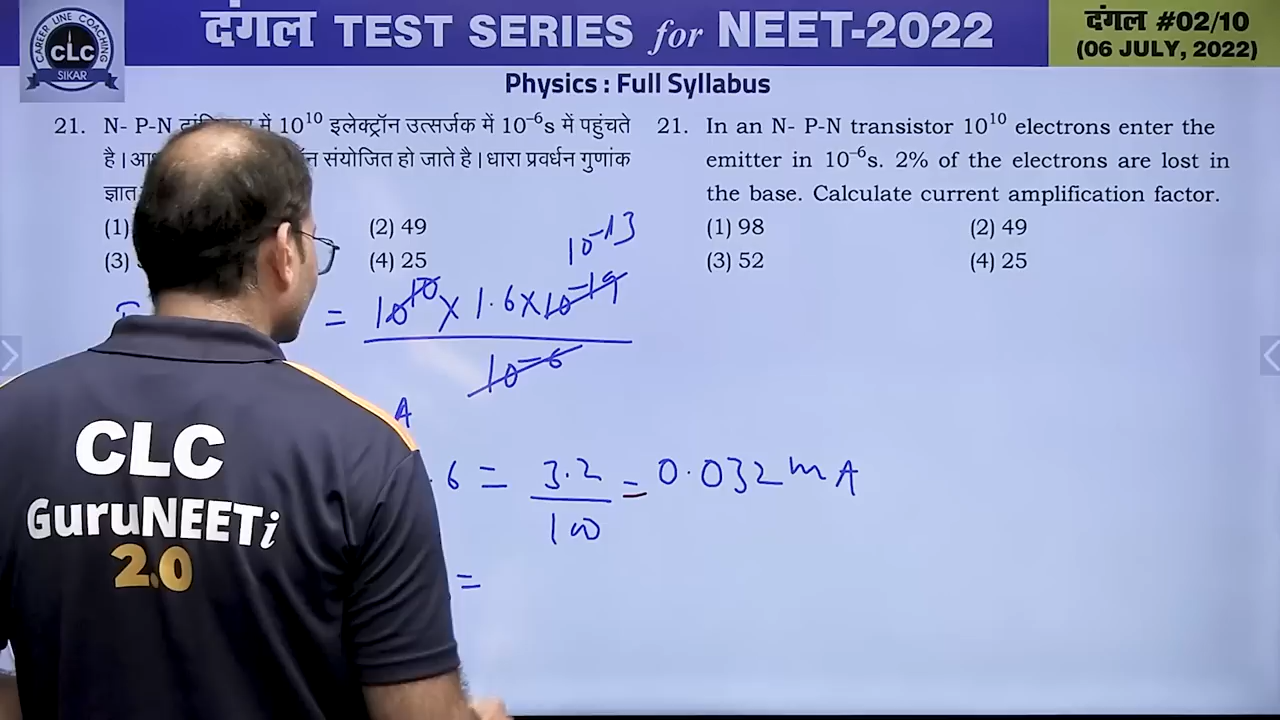 CAREER LINE COACHING
CLC
SIKAR
दंगल TEST SERIES for NEET-2022
दंगल #02/10
(06 JULY, 2022)
Physics : Full Syllabus
21. N- P-N में 10¹⁰ इलेक्ट्रॉन उत्सर्जक में 10⁻⁶s में पहुंचते
है। संयोजित हो जाते है। धारा प्रवर्धन गुणांक
ज्ञात
(1) (2) 49
(3) (4) 25
21. In an N- P-N transistor 10¹⁰ electrons enter the
emitter in 10⁻⁶s. 2% of the electrons are lost in
the base. Calculate current amplification factor.
(1) 98 (2) 49
(3) 52 (4) 25
10⁻¹³
= 10¹⁰ X 1.6 X 10⁻¹⁹
10⁻⁶
A
.6 = 3.2 = 0.032 mA
100
=
CLC
GuruNEETi
2.0